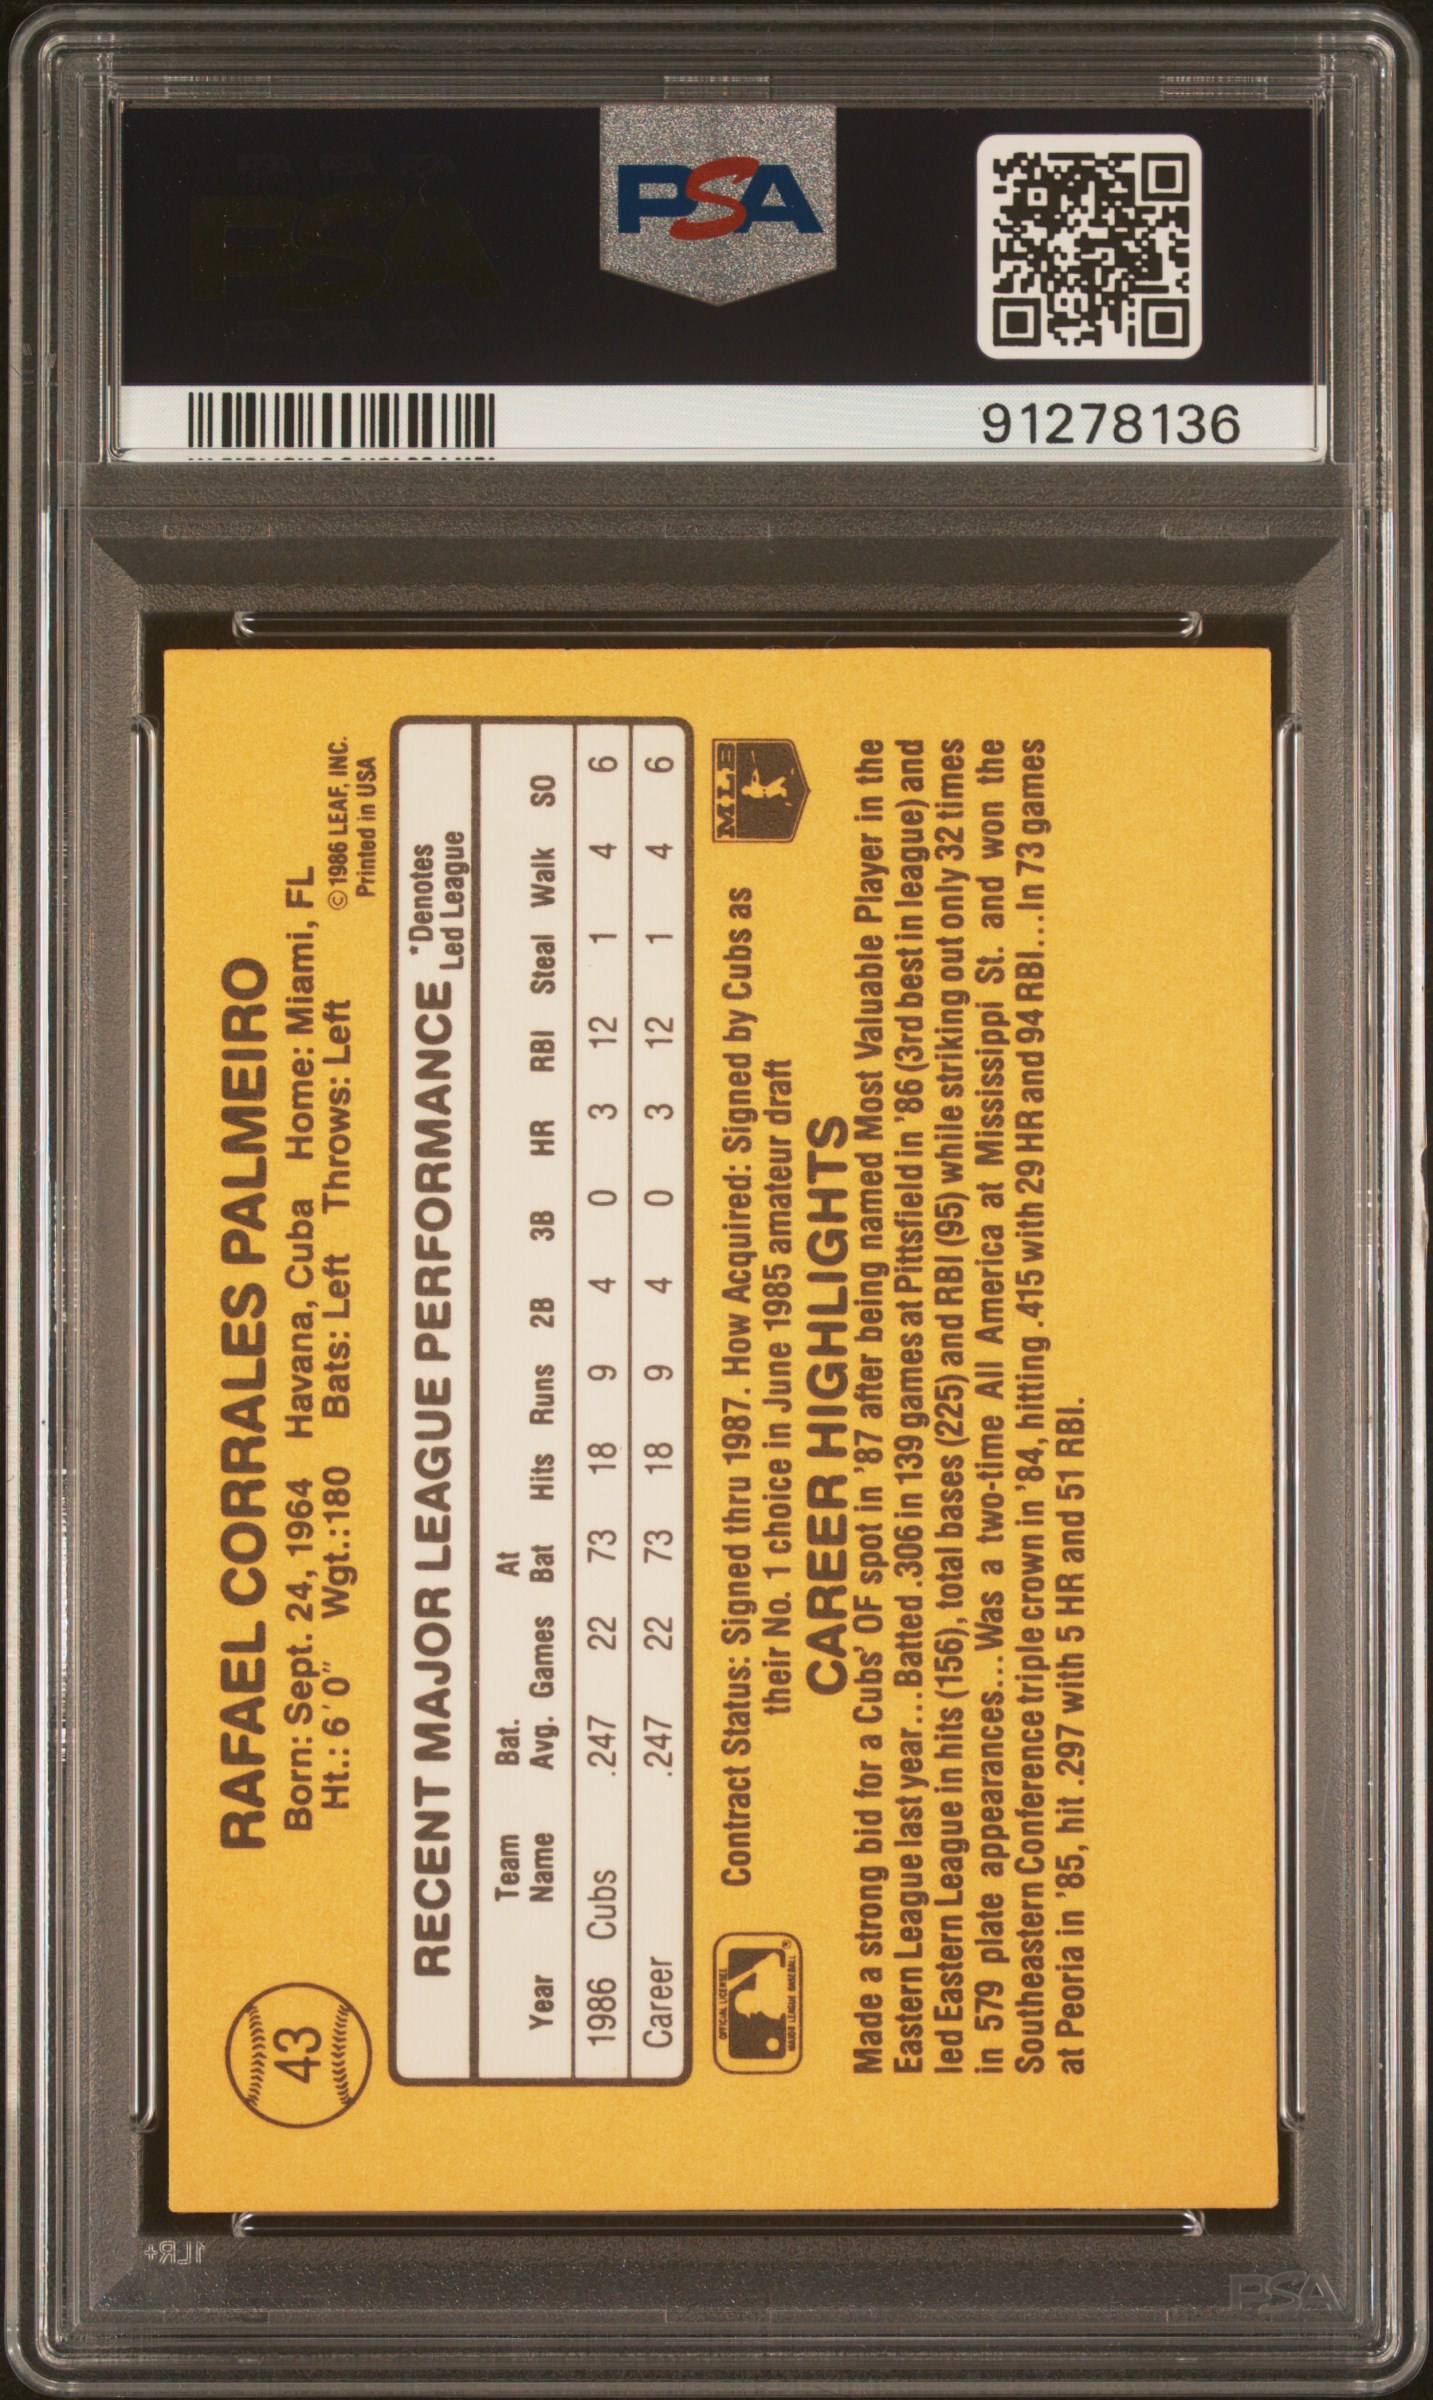 PSA
91278136
43
RAFAEL CORRALES PALMEIRO
Born: Sept. 24, 1964 Havana, Cuba Home: Miami, FL
Ht.: 6'0" Wgt.:180 Bats: Left Throws: Left
© 1986 LEAF, INC.
Printed in USA
RECENT MAJOR LEAGUE PERFORMANCE
*Denotes
Led League
Year Team Name Bat. Avg. Games At Bat Hits Runs 2B 3B HR RBI Steal Walk SO
1986 Cubs .247 22 73 18 9 4 0 3 12 1 4 6
Career .247 22 73 18 9 4 0 3 12 1 4 6
OFFICIAL LICENSEE
MAJOR LEAGUE BASEBALL
®
Contract Status: Signed thru 1987. How Acquired: Signed by Cubs as
their No. 1 choice in June 1985 amateur draft
MLB
CAREER HIGHLIGHTS
Made a strong bid for a Cubs' OF spot in '87 after being named Most Valuable Player in the
Eastern League last year...Batted .306 in 139 games at Pittsfield in '86 (3rd best in league) and
led Eastern League in hits (156), total bases (225) and RBI (95) while striking out only 32 times
in 579 plate appearances...Was a two-time All America at Mississippi St. and won the
Southeastern Conference triple crown in '84, hitting .415 with 29 HR and 94 RBI...In 73 games
at Peoria in '85, hit .297 with 5 HR and 51 RBI.
1LR+
PSA